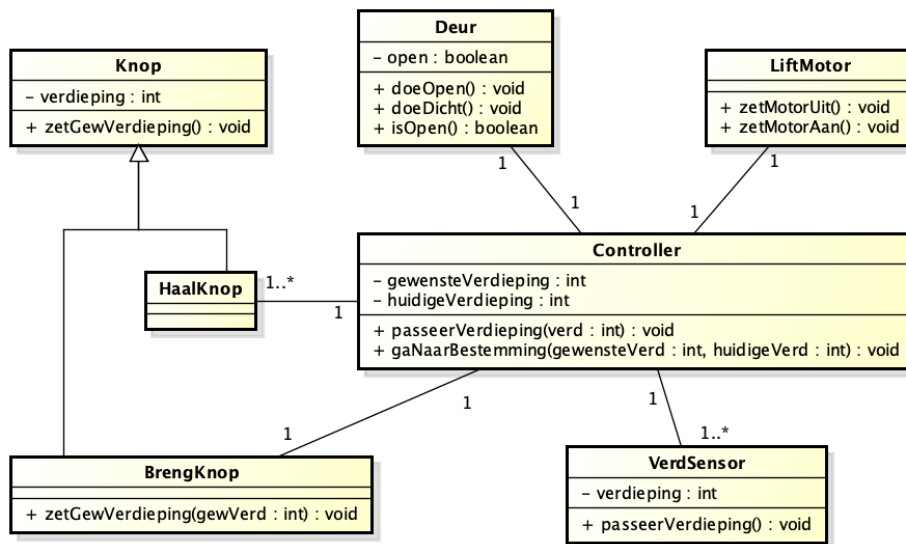 Knop
– verdieping : int
+ zetGewVerdieping() : void
Deur
– open : boolean
+ doeOpen() : void
+ doeDicht() : void
+ isOpen() : boolean
LiftMotor
+ zetMotorUit() : void
+ zetMotorAan() : void
1
1
1
1
HaalKnop
1..*
1
Controller
– gewensteVerdieping : int
– huidigeVerdieping : int
+ passeerVerdieping(verd : int) : void
+ gaNaarBestemming(gewensteVerd : int, huidigeVerd : int) : void
1
1
1
1..*
BrengKnop
+ zetGewVerdieping(gewVerd : int) : void
VerdSensor
– verdieping : int
+ passeerVerdieping() : void